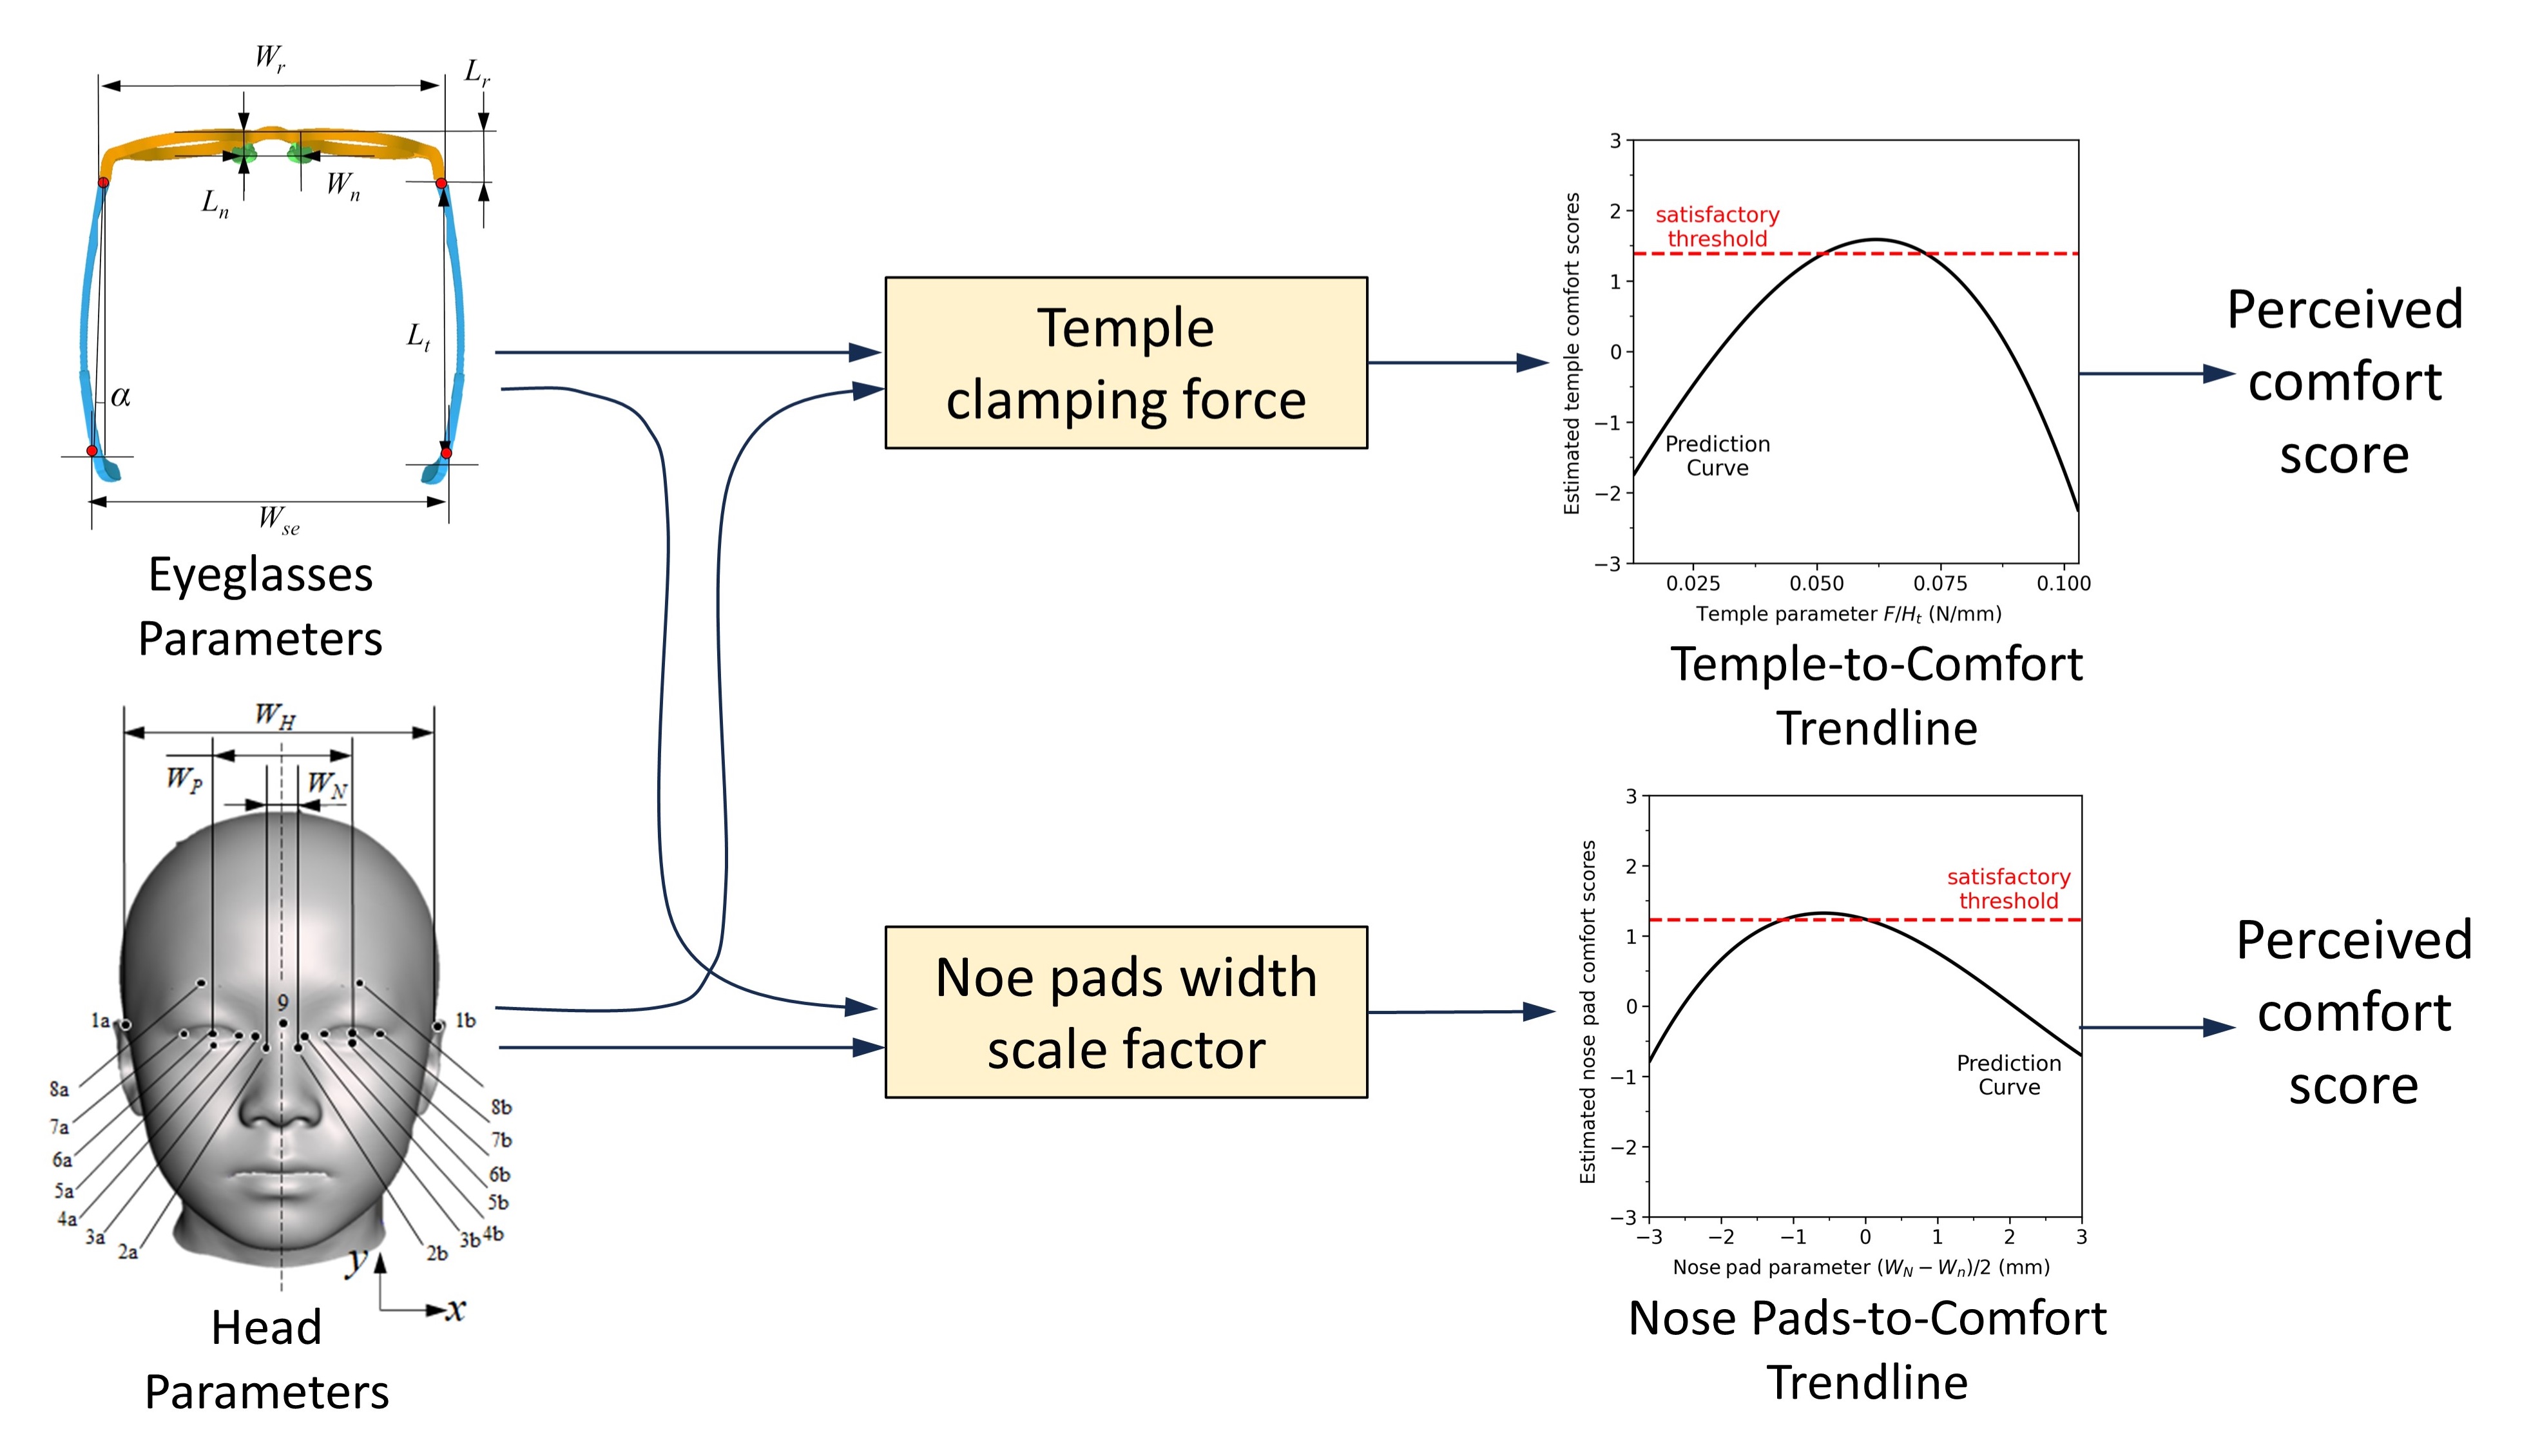 W_r
L_r
L_n
W_n
L_t
α
W_se
Eyeglasses
Parameters
W_H
W_P
W_N
9
1a
1b
8a
7a
6a
5a
4a
3a
2a
8b
7b
6b
5b
4b
3b
2b
y
x
Head
Parameters
Temple
clamping force
Noe pads width
scale factor
3
2
1
0
−1
−2
−3
Estimated temple comfort scores
satisfactory
threshold
Prediction
Curve
0.025 0.050 0.075 0.100
Temple parameter F/H_t (N/mm)
Temple-to-Comfort
Trendline
Perceived
comfort
score
3
2
1
0
−1
−2
−3
Estimated nose pad comfort scores
satisfactory
threshold
Prediction
Curve
−3 −2 −1 0 1 2 3
Nose pad parameter (W_N − W_n)/2 (mm)
Nose Pads-to-Comfort
Trendline
Perceived
comfort
score